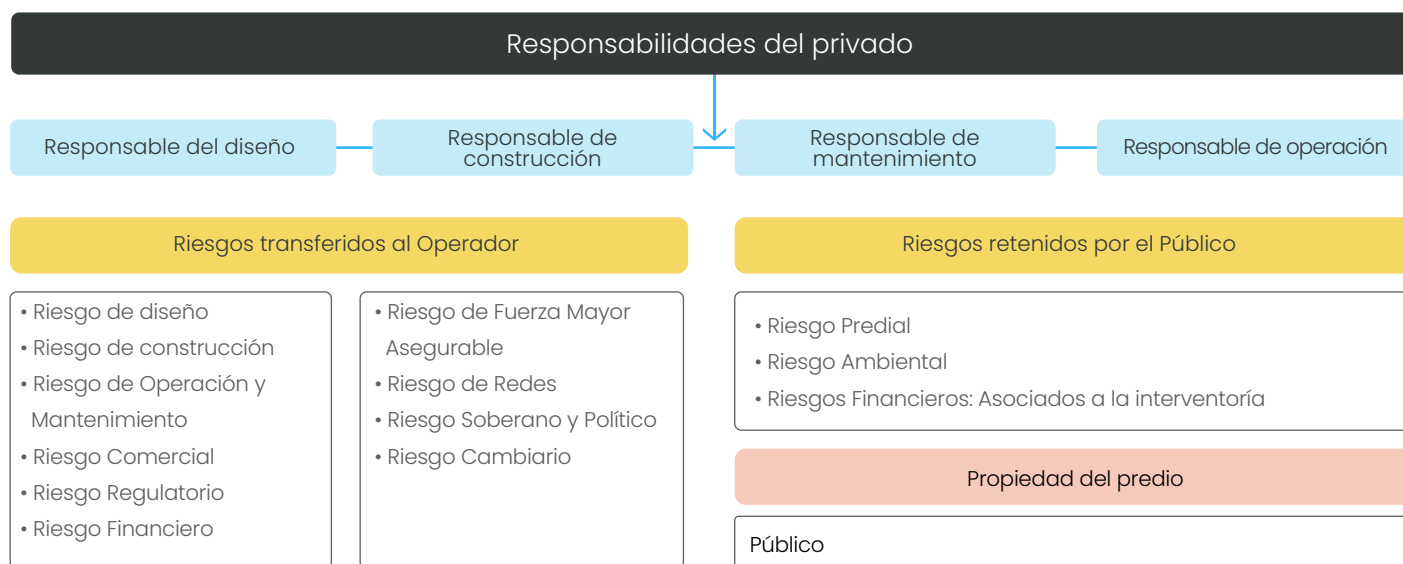 Responsabilidades del privado
Responsable del diseño
Responsable de
construcción
Responsable de
mantenimiento
Responsable de operación
Riesgos transferidos al Operador
• Riesgo de diseño
• Riesgo de construcción
• Riesgo de Operación y
Mantenimiento
• Riesgo Comercial
• Riesgo Regulatorio
• Riesgo Financiero
• Riesgo de Fuerza Mayor
Asegurable
• Riesgo de Redes
• Riesgo Soberano y Político
• Riesgo Cambiario
Riesgos retenidos por el Público
• Riesgo Predial
• Riesgo Ambiental
• Riesgos Financieros: Asociados a la interventoría
Propiedad del predio
Público